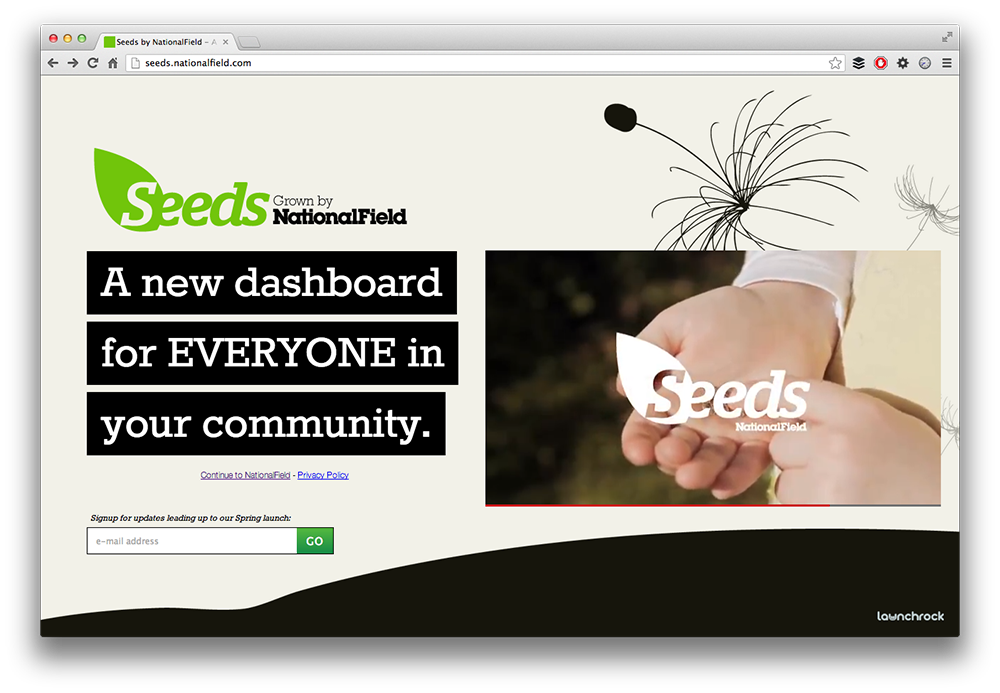 Seeds by NationalField – A
seeds.nationalfield.com
Seeds
Grown by
NationalField
A new dashboard
for EVERYONE in
your community.
Continue to NationalField - Privacy Policy
Signup for updates leading up to our Spring launch:
e-mail address
GO
Seeds
NationalField
launchrock